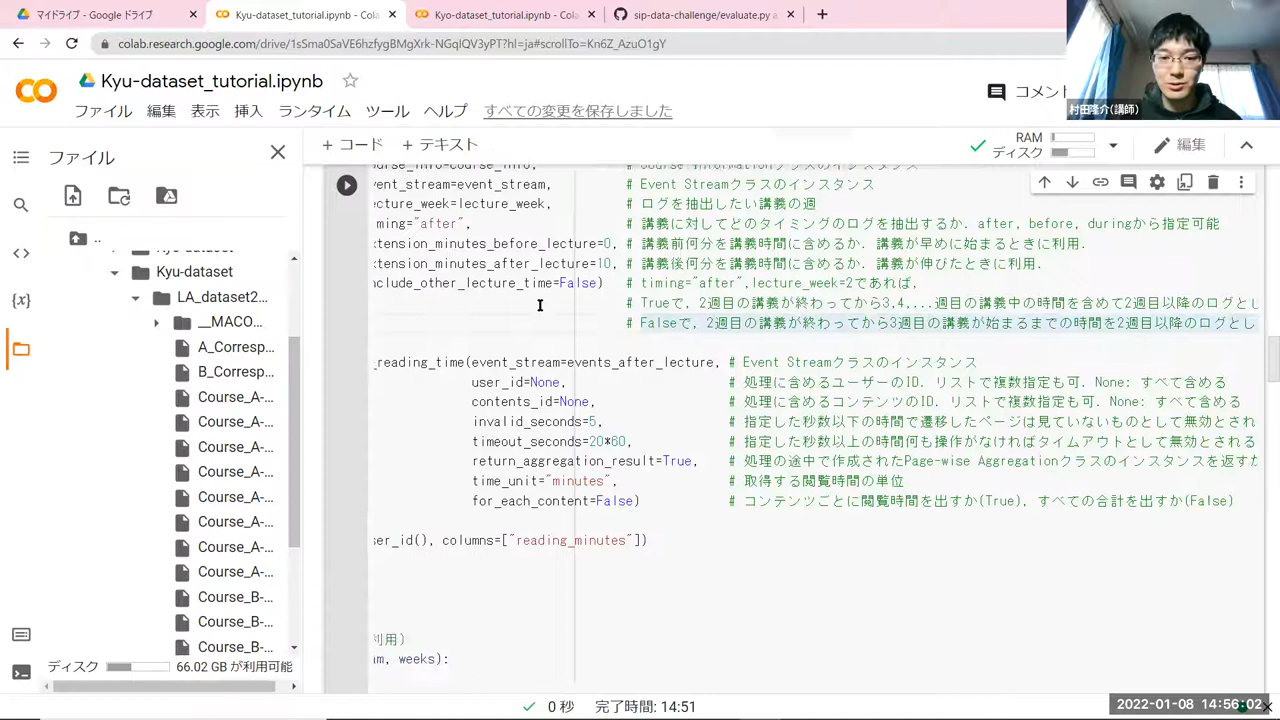 マイドライブ - Google ドライブ
Kyu-dataset_tutorial.ipynb - Cola
Kyo-dataset_tutorial.ipynb - Cola
sip-data-challenge/evaluate.py a
colab.research.google.com/drive/1sSma0SaVE6hzfygBMgXrk-NGqIQV3yPT?hl=ja#scrollTo=Kn6Z_AzuO1gY
Kyu-dataset_tutorial.ipynb
コメント
村田隆介(講師)
ファイル 編集 表示 挿入 ランタイム ツール ヘルプ すべての変更を保存しました
ファイル
+ コード + テキスト
RAM
ディスク
編集
# Event Streamクラスのインスタンス
vent_stream=event_stream,
ecture_week=lecture_week, # ログを抽出したい講義の週
ming="after", # 講義に対してどのタイミングのログを抽出するか. after, before, duringから指定可能
xtension_minutes_before_lecture=0, # 講義前何分を講義時間に含めるか. 講義が早めに始まるときに利用.
xtension_minutes_after_lecture=10, # 講義後何分を講義時間に含めるか. 講義が伸びたときに利用.
nclude_other_lecture_time=False) # timing="after",lecture_week=2であれば,
# Trueで, 2週目の講義が終わってから3,4,...週目の講義中の時間を含めて2週目以降のログとし
# Falseで, 2週目の講義が終わってから3週目の講義が始まるまでの時間を2週目以降のログとし
_reading_time(event_stream=events_after_lecture, # Event Streamクラスのインスタンス
user_id=None, # 処理に含めるユーザーのID. リストで複数指定も可. None: すべて含める
contents_id=None, # 処理に含めるコンテンツのID. リストで複数指定も可. None: すべて含める
invalid_seconds=5, # 指定した秒数以下の時間で遷移したページは見ていないものとして無効とされ
timeout_seconds=20*60, # 指定した秒数以上の時間何も操作がなければタイムアウトとして無効とされる
return_aggregation_result=True, # 処理の途中で作成されたPage-wise Aggregationクラスのインスタンスを返すか
time_unit="minutes", # 取得する閲覧時間の単位
for_each_content=False) # コンテンツごとに閲覧時間を出すか(True), すべての合計を出すか(False)
ser_id(), columns=["reading_minutes"])
利用)
am, weeks):
..
Kyu-dataset
LA_dataset2...
__MACO...
A_Corresp...
B_Corresp...
Course_A-...
Course_A-...
Course_A-...
Course_A-...
Course_A-...
Course_A-...
Course_A-...
Course_A-...
Course_B-...
Course_B-...
Course_B-...
ディスク 66.02 GB が利用可能
0 秒 完了時間: 14:51
2022-01-08 14:56:02